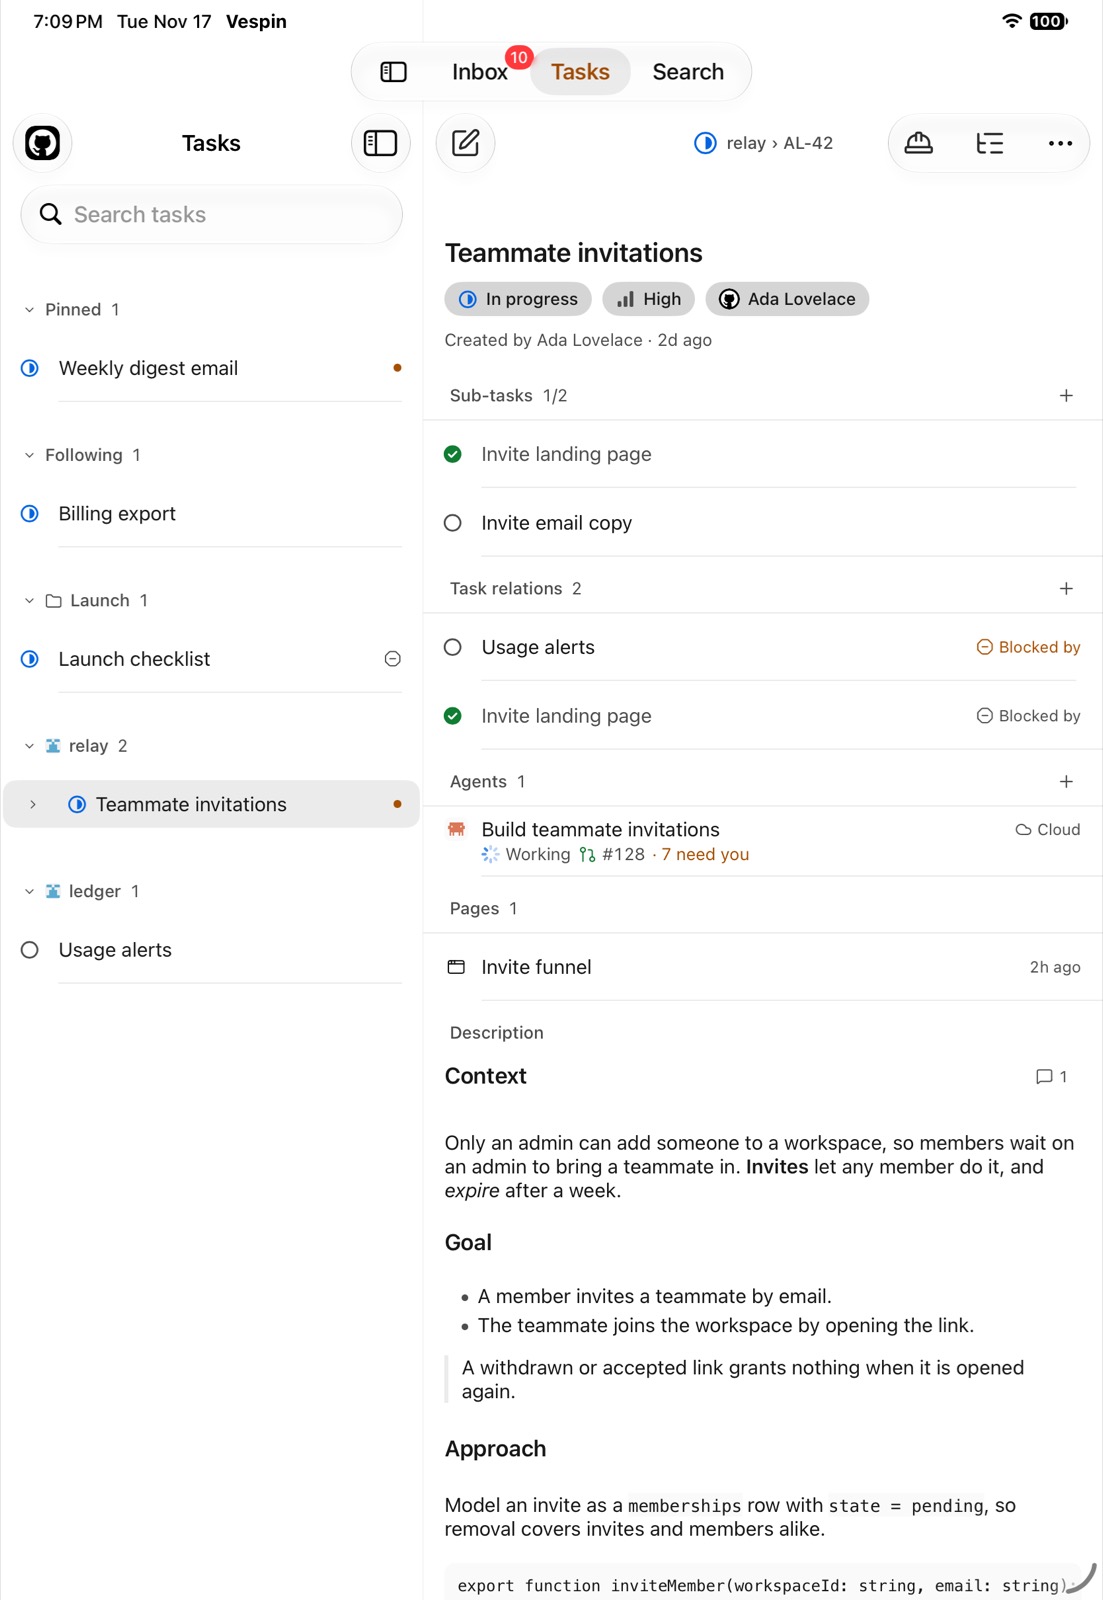 7:09 PM Tue Nov 17 Vespin
100
Inbox 10 Tasks Search
Tasks
relay › AL-42
Search tasks
Pinned 1
Weekly digest email
Following 1
Billing export
Launch 1
Launch checklist
relay 2
Teammate invitations
ledger 1
Usage alerts
Teammate invitations
In progress High Ada Lovelace
Created by Ada Lovelace · 2d ago
Sub-tasks 1/2
Invite landing page
Invite email copy
Task relations 2
Usage alerts Blocked by
Invite landing page Blocked by
Agents 1
Build teammate invitations Cloud
Working #128 · 7 need you
Pages 1
Invite funnel 2h ago
Description
Context 1
Only an admin can add someone to a workspace, so members wait on
an admin to bring a teammate in. Invites let any member do it, and
expire after a week.
Goal
• A member invites a teammate by email.
• The teammate joins the workspace by opening the link.
A withdrawn or accepted link grants nothing when it is opened
again.
Approach
Model an invite as a memberships row with state = pending, so
removal covers invites and members alike.
export function inviteMember(workspaceId: string, email: string)